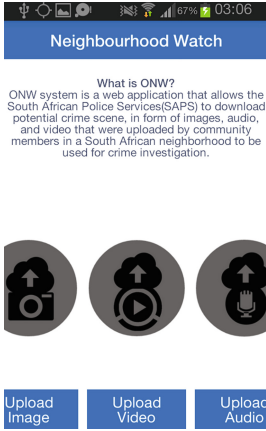 67% 03:06
Neighbourhood Watch
What is ONW?
ONW system is a web application that allows the
South African Police Services(SAPS) to download
potential crime scene, in form of images, audio,
and video that were uploaded by community
members in a South African neighborhood to be
used for crime investigation.
Upload Upload Upload
Image Video Audio